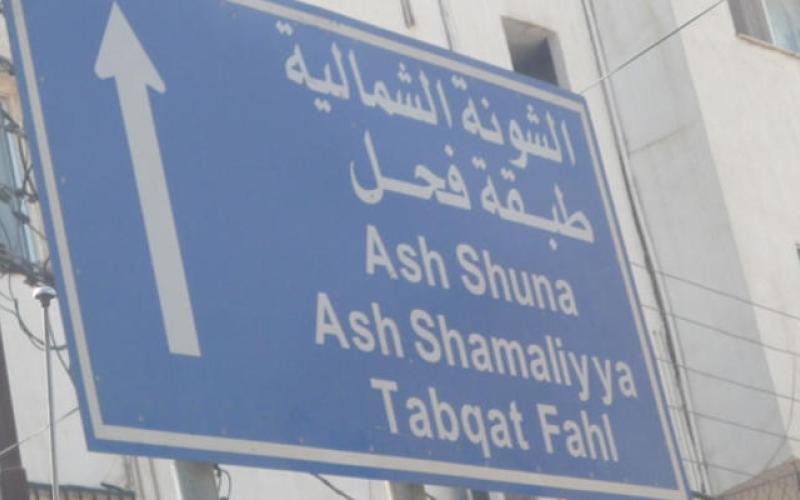 الشونة الشمالية
طبقة فحل
Ash Shuna
Ash Shamaliyya
Tabqat Fahl